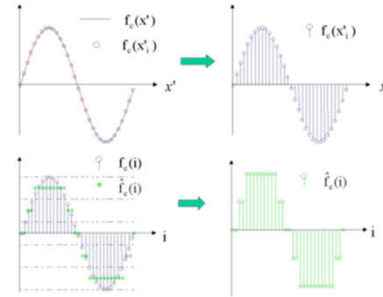 f_c(x')
f_c(x'_i)
x'
f_c(x'_i)
x'
f_c(i)
f̂_c(i)
i
f̂_c(i)
i